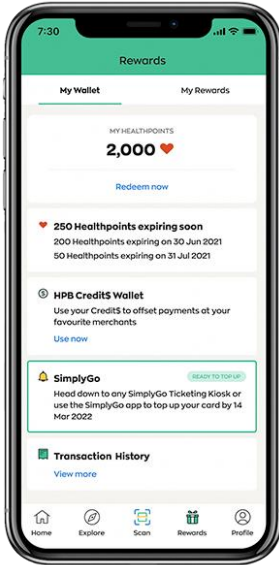 7:30
Rewards
My Wallet My Rewards
MY HEALTHPOINTS
2,000
Redeem now
250 Healthpoints expiring soon
200 Healthpoints expiring on 30 Jun 2021
50 Healthpoints expiring on 31 Jul 2021
HPB Credit$ Wallet
Use your Credit$ to offset payments at your
favourite merchants
Use now
SimplyGo READY TO TOP UP
Head down to any SimplyGo Ticketing Kiosk or
use the SimplyGo app to top up your card by 14
Mar 2022
Transaction History
View more
Home Explore Scan Rewards Profile